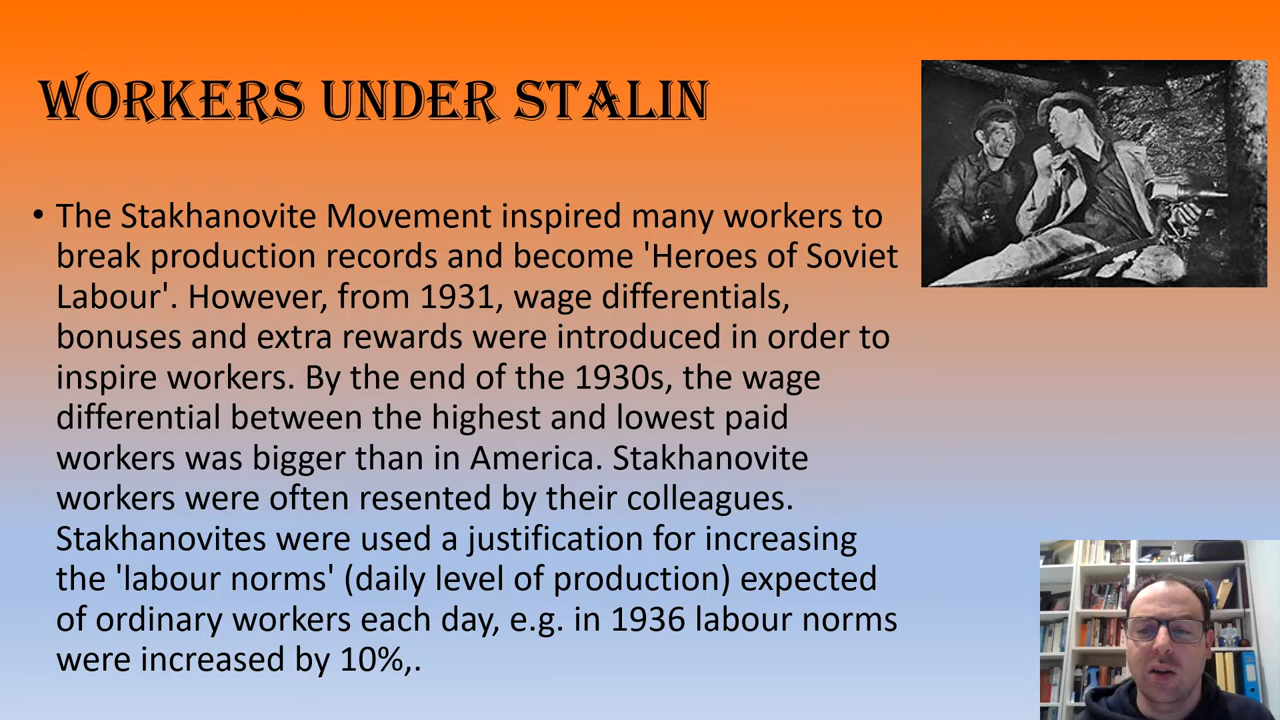 WORKERS UNDER STALIN
• The Stakhanovite Movement inspired many workers to
break production records and become 'Heroes of Soviet
Labour'. However, from 1931, wage differentials,
bonuses and extra rewards were introduced in order to
inspire workers. By the end of the 1930s, the wage
differential between the highest and lowest paid
workers was bigger than in America. Stakhanovite
workers were often resented by their colleagues.
Stakhanovites were used a justification for increasing
the 'labour norms' (daily level of production) expected
of ordinary workers each day, e.g. in 1936 labour norms
were increased by 10%,.